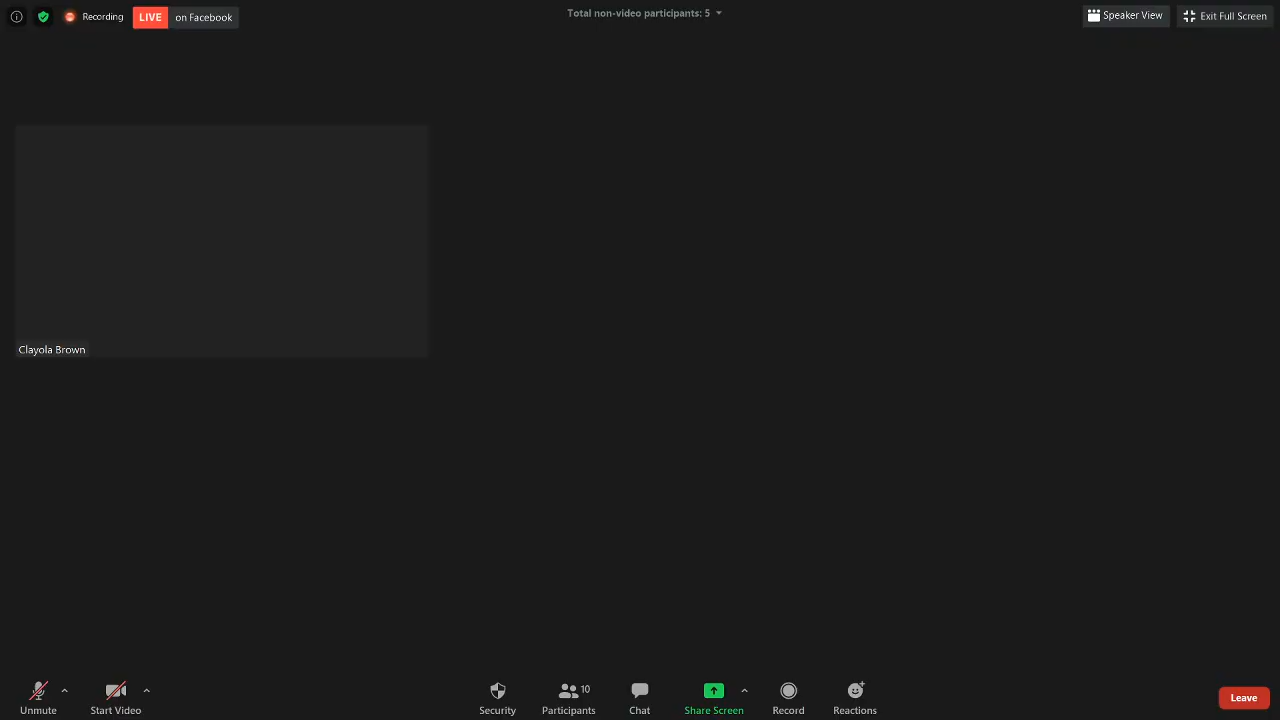 Recording
LIVE on Facebook
Total non-video participants: 5
Speaker View
Exit Full Screen
Clayola Brown
Unmute
Start Video
Security
10
Participants
Chat
Share Screen
Record
Reactions
Leave